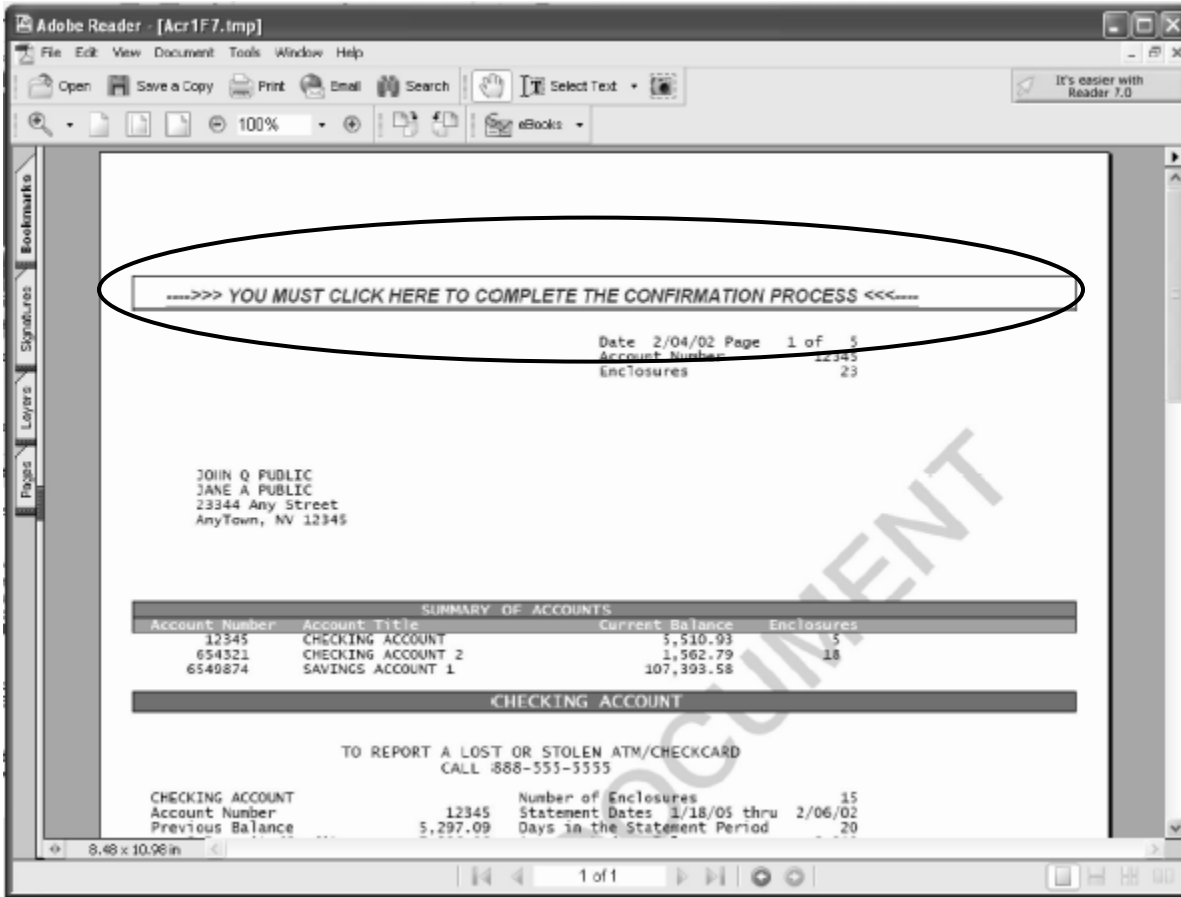 Adobe Reader - [Acr1F7.tmp]
File Edit View Document Tools Window Help
Open Save a Copy Print Email Search Select Text It's easier with
Reader 7.0
100% eBooks
Bookmarks
Signatures
Layers
Pages
---->>> YOU MUST CLICK HERE TO COMPLETE THE CONFIRMATION PROCESS <<<----
Date 2/04/02 Page 1 of 5
Account Number 12345
Enclosures 23
JOHN Q PUBLIC
JANE A PUBLIC
23344 Any Street
AnyTown, NV 12345
SUMMARY OF ACCOUNTS
Account Number Account Title Current Balance Enclosures
12345 CHECKING ACCOUNT 5,510.93 5
654321 CHECKING ACCOUNT 2 1,562.79 18
6549874 SAVINGS ACCOUNT 1 107,393.58
CHECKING ACCOUNT
TO REPORT A LOST OR STOLEN ATM/CHECKCARD
CALL 888-555-5555
CHECKING ACCOUNT Number of Enclosures 15
Account Number 12345 Statement Dates 1/18/05 thru 2/06/02
Previous Balance 5,297.09 Days in the Statement Period 20
DOCUMENT
8.48 x 10.98 in
1 of 1